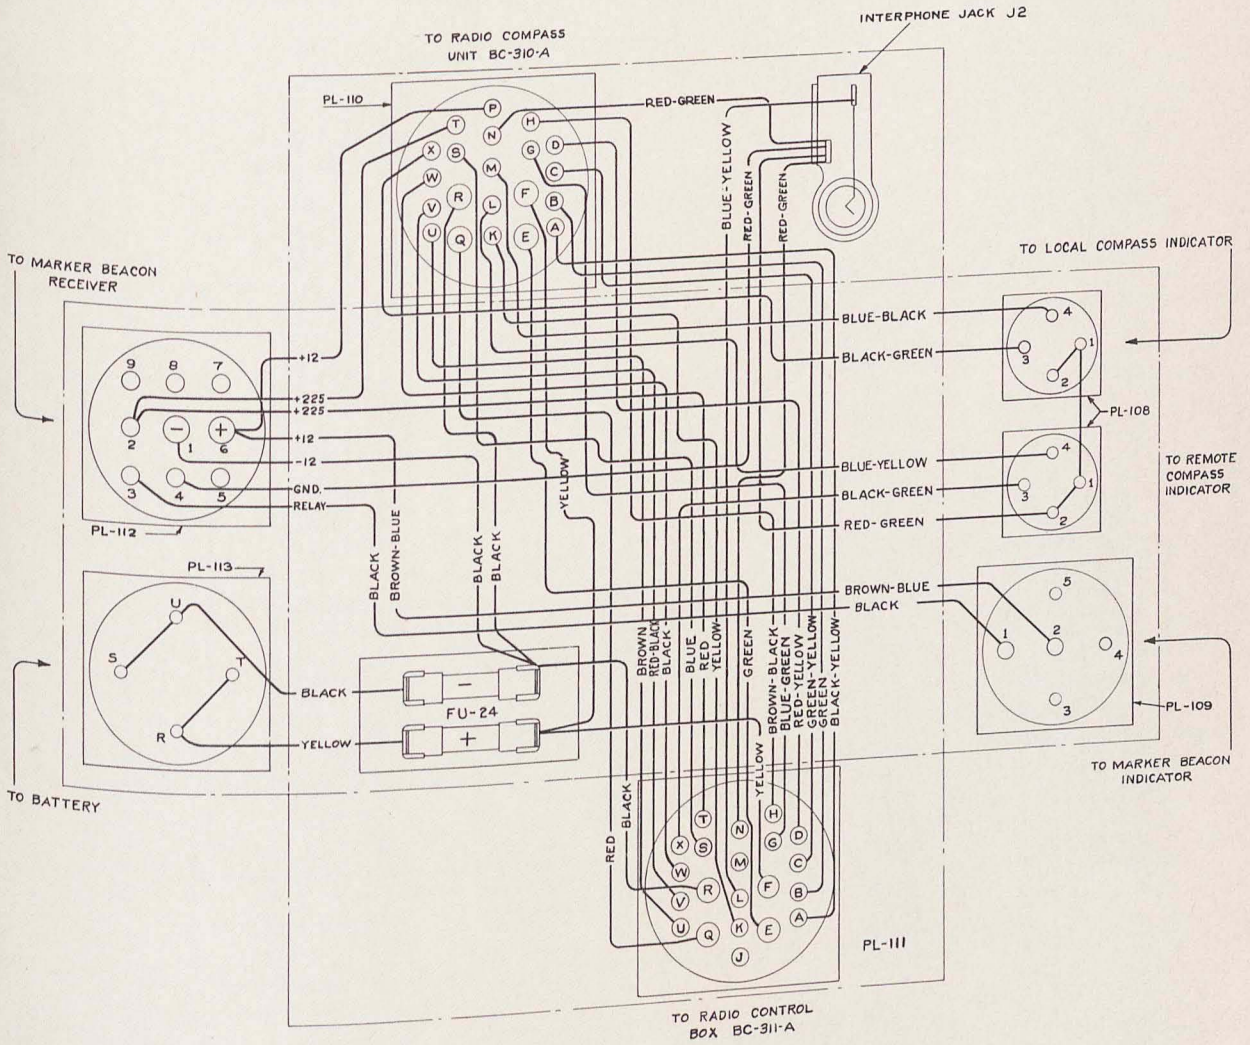 INTERPHONE JACK J2
TO RADIO COMPASS
UNIT BC-310-A
PL-110
P
T
N
H
X
S
G
D
W
M
C
R
F
V
L
B
U
Q
K
E
A
RED-GREEN
BLUE-YELLOW
RED-GREEN
RED-GREEN
TO MARKER BEACON
RECEIVER
9
8
7
2
-
1
+
6
3
4
5
PL-112
+12
+225
+225
+12
-12
GND.
RELAY
BLACK
BROWN-BLUE
BLACK
BLACK
YELLOW
TO LOCAL COMPASS INDICATOR
BLUE-BLACK
BLACK-GREEN
4
3
1
2
PL-108
BLUE-YELLOW
BLACK-GREEN
RED-GREEN
4
3
1
2
TO REMOTE
COMPASS
INDICATOR
PL-113
U
S
T
R
TO BATTERY
BLACK
YELLOW
-
FU-24
+
BROWN-BLUE
BLACK
5
1
2
4
3
PL-109
TO MARKER BEACON
INDICATOR
BROWN
RED-BLACK
BLACK
BLUE
RED
YELLOW
GREEN
BROWN-BLACK
BLUE-GREEN
RED-YELLOW
GREEN-YELLOW
GREEN
BLACK-YELLOW
YELLOW
RED
BLACK
T
N
H
X
S
G
D
W
M
C
R
F
V
L
B
U
Q
K
E
A
J
PL-111
TO RADIO CONTROL
BOX BC-311-A